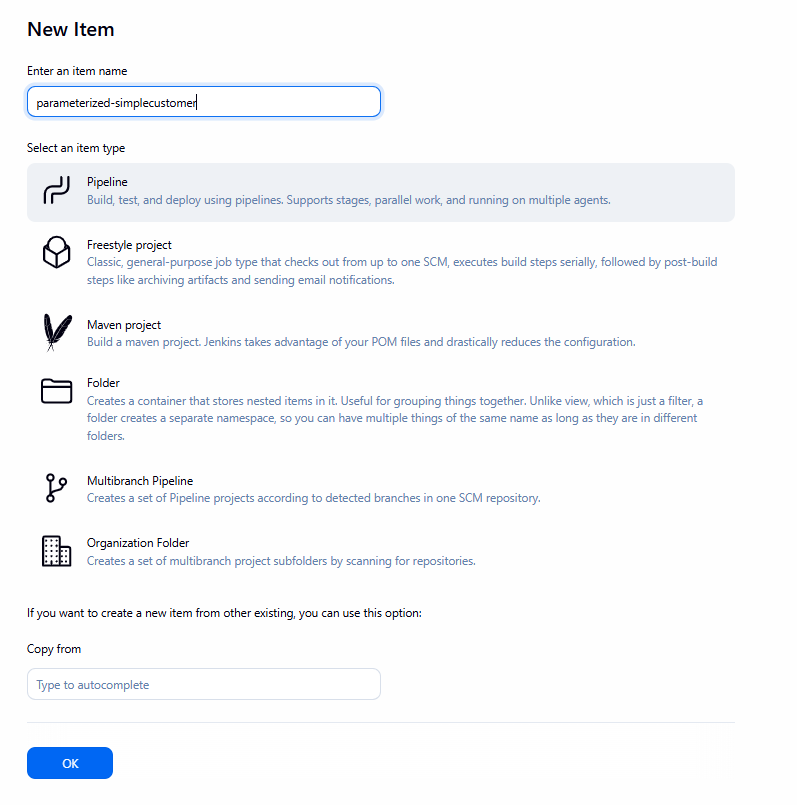 New Item
Enter an item name
parameterized-simplecustomer
Select an item type
Pipeline
Build, test, and deploy using pipelines. Supports stages, parallel work, and running on multiple agents.
Freestyle project
Classic, general-purpose job type that checks out from up to one SCM, executes build steps serially, followed by post-build
steps like archiving artifacts and sending email notifications.
Maven project
Build a maven project. Jenkins takes advantage of your POM files and drastically reduces the configuration.
Folder
Creates a container that stores nested items in it. Useful for grouping things together. Unlike view, which is just a filter, a
folder creates a separate namespace, so you can have multiple things of the same name as long as they are in different
folders.
Multibranch Pipeline
Creates a set of Pipeline projects according to detected branches in one SCM repository.
Organization Folder
Creates a set of multibranch project subfolders by scanning for repositories.
If you want to create a new item from other existing, you can use this option:
Copy from
Type to autocomplete
OK